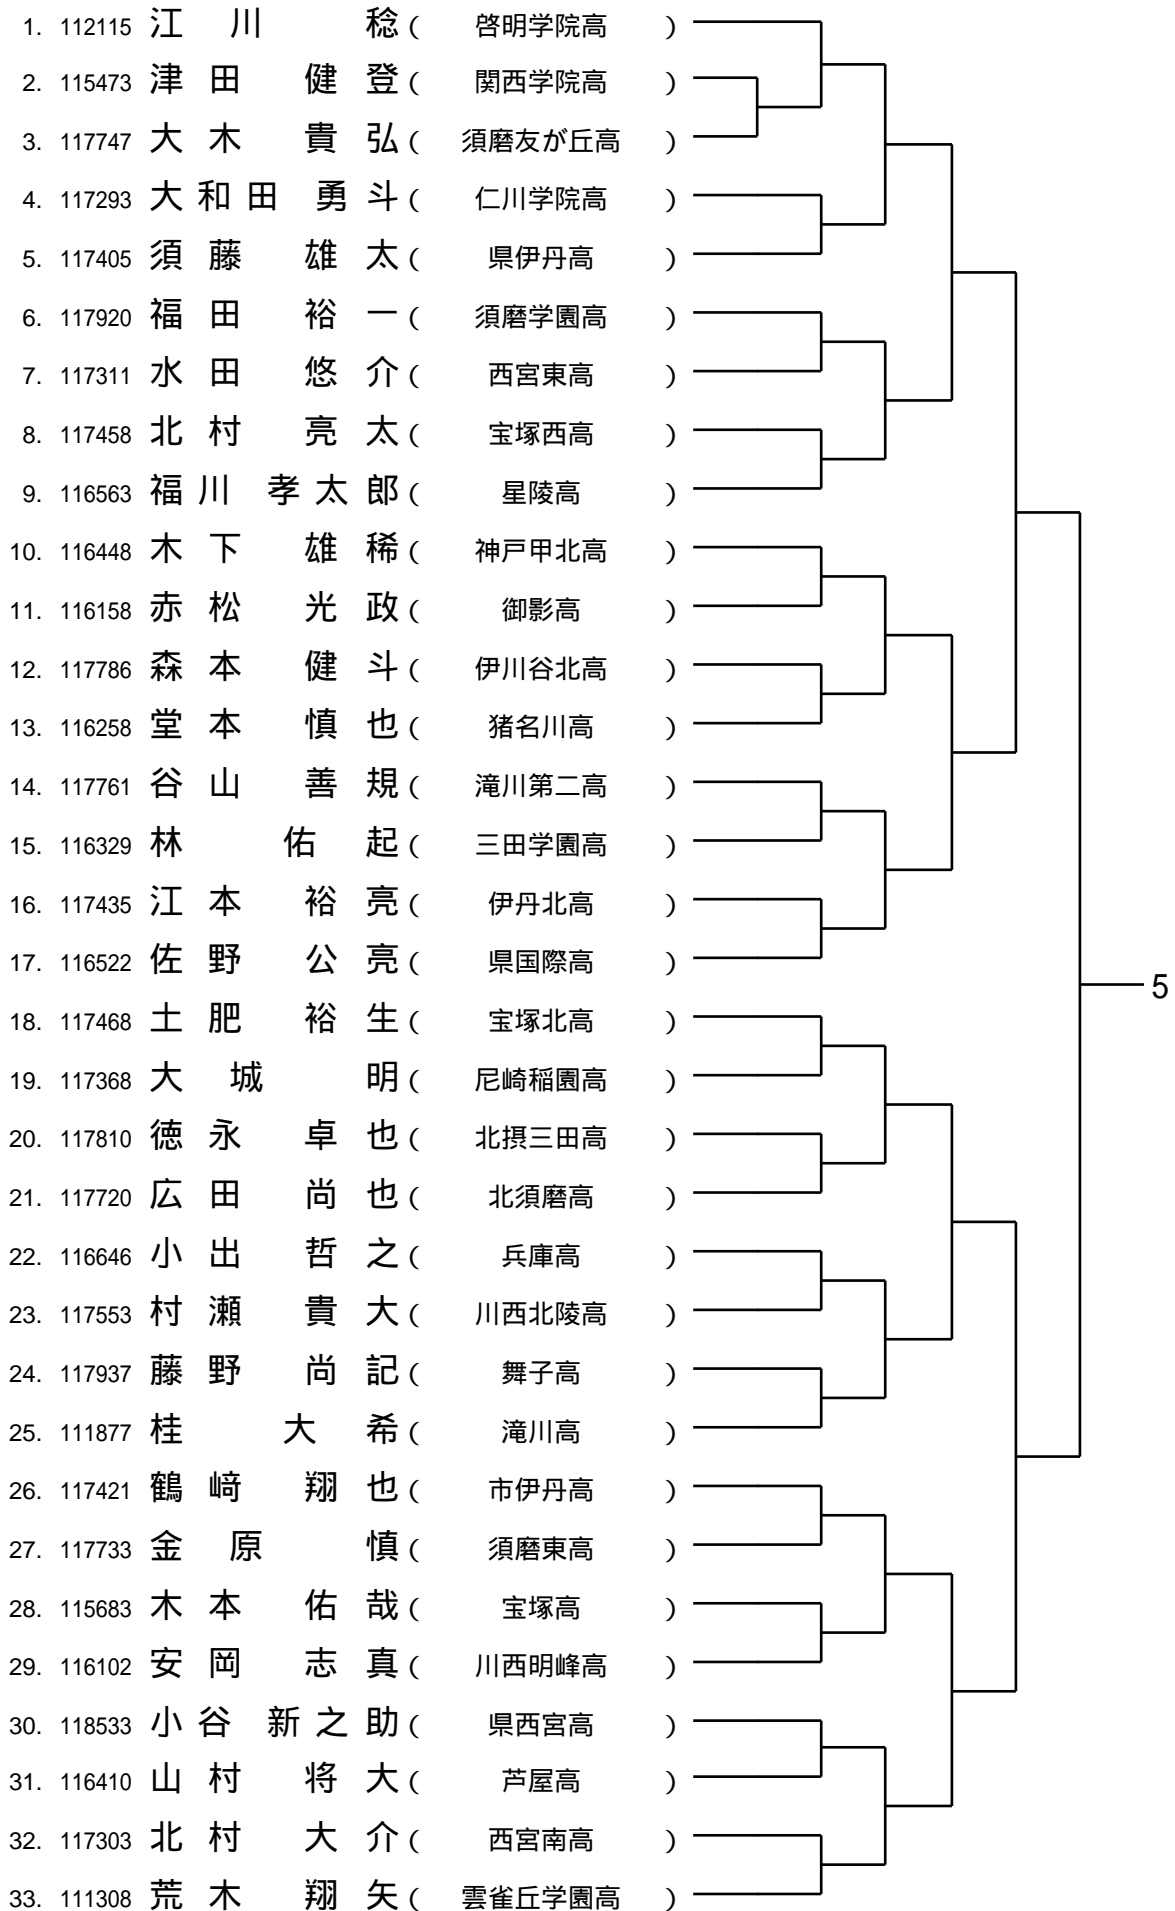 1. 112115 江川 稔 ( 啓明学院高 )
2. 115473 津田 健登 ( 関西学院高 )
3. 117747 大木 貴弘 ( 須磨友が丘高 )
4. 117293 大和田 勇斗 ( 仁川学院高 )
5. 117405 須藤 雄太 ( 県伊丹高 )
6. 117920 福田 裕一 ( 須磨学園高 )
7. 117311 水田 悠介 ( 西宮東高 )
8. 117458 北村 亮太 ( 宝塚西高 )
9. 116563 福川 孝太郎 ( 星陵高 )
10. 116448 木下 雄稀 ( 神戸甲北高 )
11. 116158 赤松 光政 ( 御影高 )
12. 117786 森本 健斗 ( 伊川谷北高 )
13. 116258 堂本 慎也 ( 猪名川高 )
14. 117761 谷山 善規 ( 滝川第二高 )
15. 116329 林 佑起 ( 三田学園高 )
16. 117435 江本 裕亮 ( 伊丹北高 )
17. 116522 佐野 公亮 ( 県国際高 )
5
18. 117468 土肥 裕生 ( 宝塚北高 )
19. 117368 大城 明 ( 尼崎稲園高 )
20. 117810 徳永 卓也 ( 北摂三田高 )
21. 117720 広田 尚也 ( 北須磨高 )
22. 116646 小出 哲之 ( 兵庫高 )
23. 117553 村瀬 貴大 ( 川西北陵高 )
24. 117937 藤野 尚記 ( 舞子高 )
25. 111877 桂 大希 ( 滝川高 )
26. 117421 鶴﨑 翔也 ( 市伊丹高 )
27. 117733 金原 慎 ( 須磨東高 )
28. 115683 木本 佑哉 ( 宝塚高 )
29. 116102 安岡 志真 ( 川西明峰高 )
30. 118533 小谷 新之助 ( 県西宮高 )
31. 116410 山村 将大 ( 芦屋高 )
32. 117303 北村 大介 ( 西宮南高 )
33. 111308 荒木 翔矢 ( 雲雀丘学園高 )